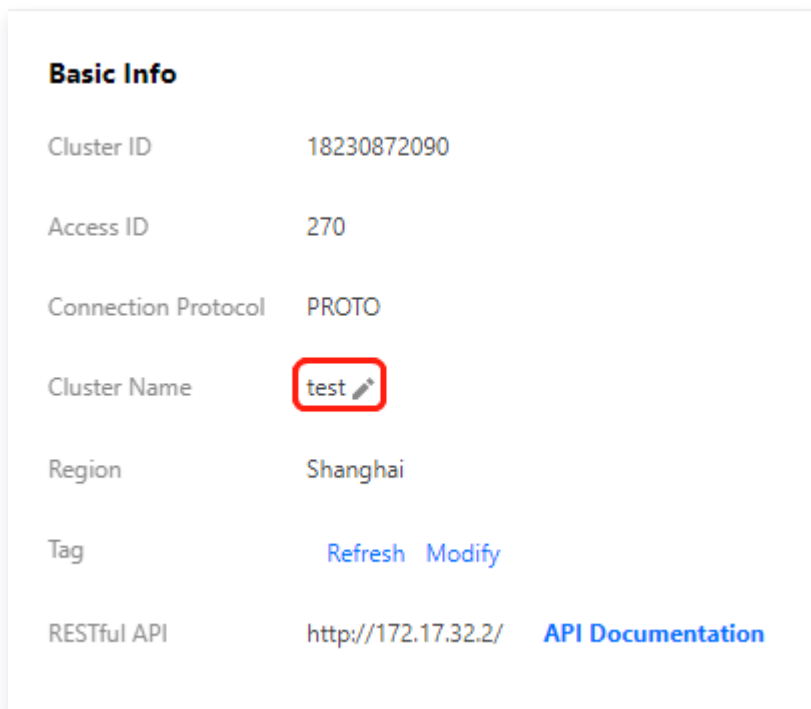 Basic Info
Cluster ID 18230872090
Access ID 270
Connection Protocol PROTO
Cluster Name test
Region Shanghai
Tag Refresh Modify
RESTful API http://172.17.32.2/ API Documentation